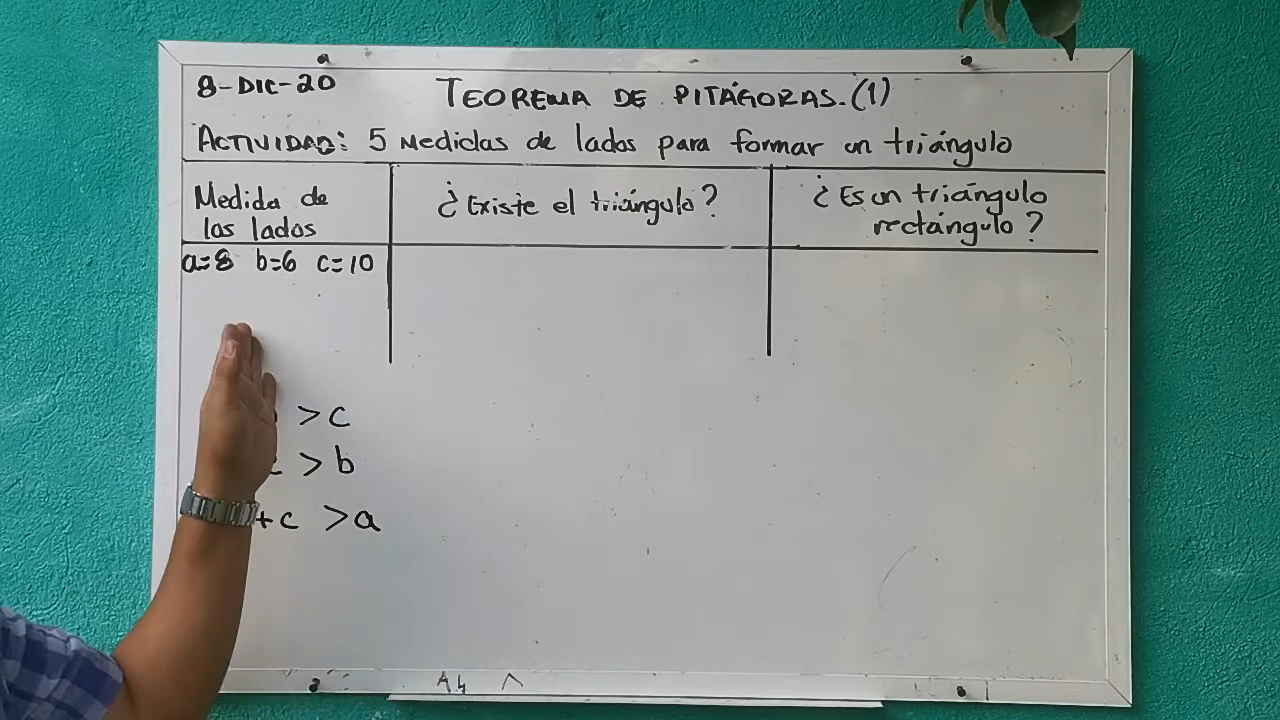 8-DIC-20 TEOREMA DE PITÁGORAS.(1)
ACTIVIDAD: 5 Medidas de lados para formar un triángulo
Medida de los lados
¿Existe el triángulo?
¿Es un triángulo rectángulo?
a=8 b=6 c=10
>c
>b
+c >a